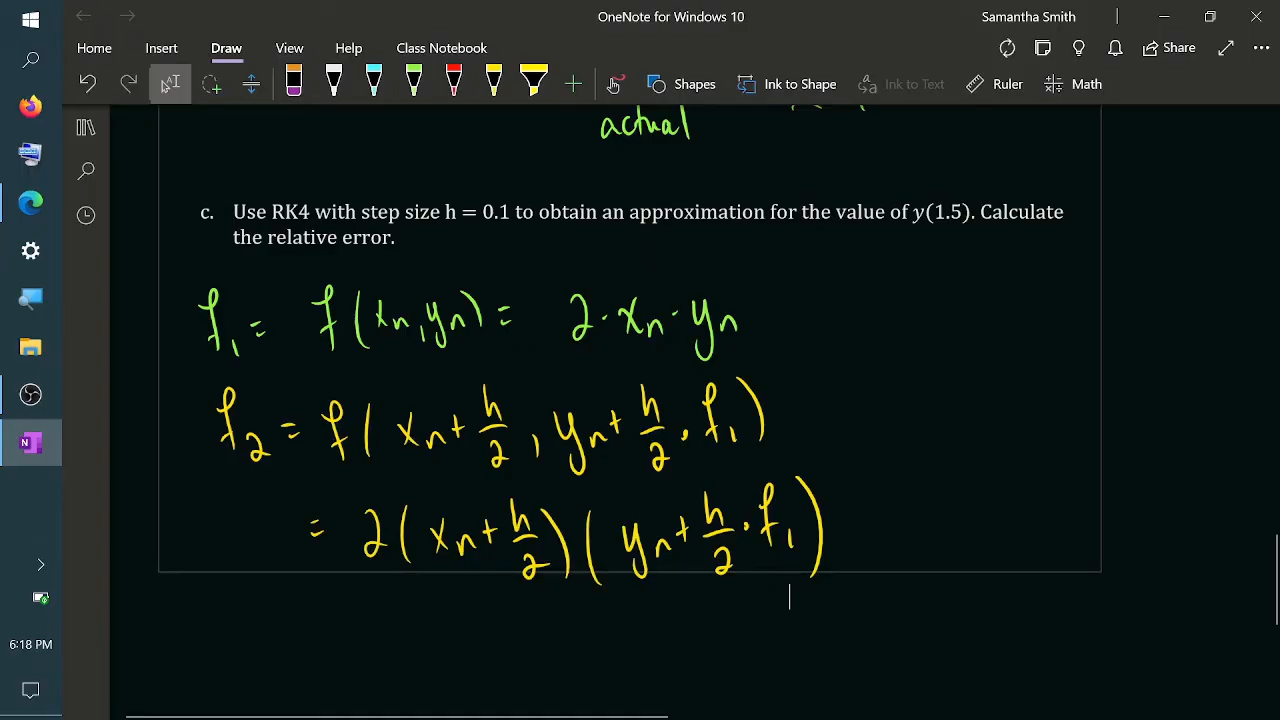 OneNote for Windows 10
Samantha Smith
Home Insert Draw View Help Class Notebook
Share
Shapes Ink to Shape Ink to Text Ruler Math
actual
c. Use RK4 with step size h = 0.1 to obtain an approximation for the value of y(1.5). Calculate
the relative error.
f₁ = f(xₙ, yₙ) = 2 · xₙ · yₙ
f₂ = f(xₙ + h/2, yₙ + h/2 · f₁)
= 2(xₙ + h/2)(yₙ + h/2 · f₁)
6:18 PM